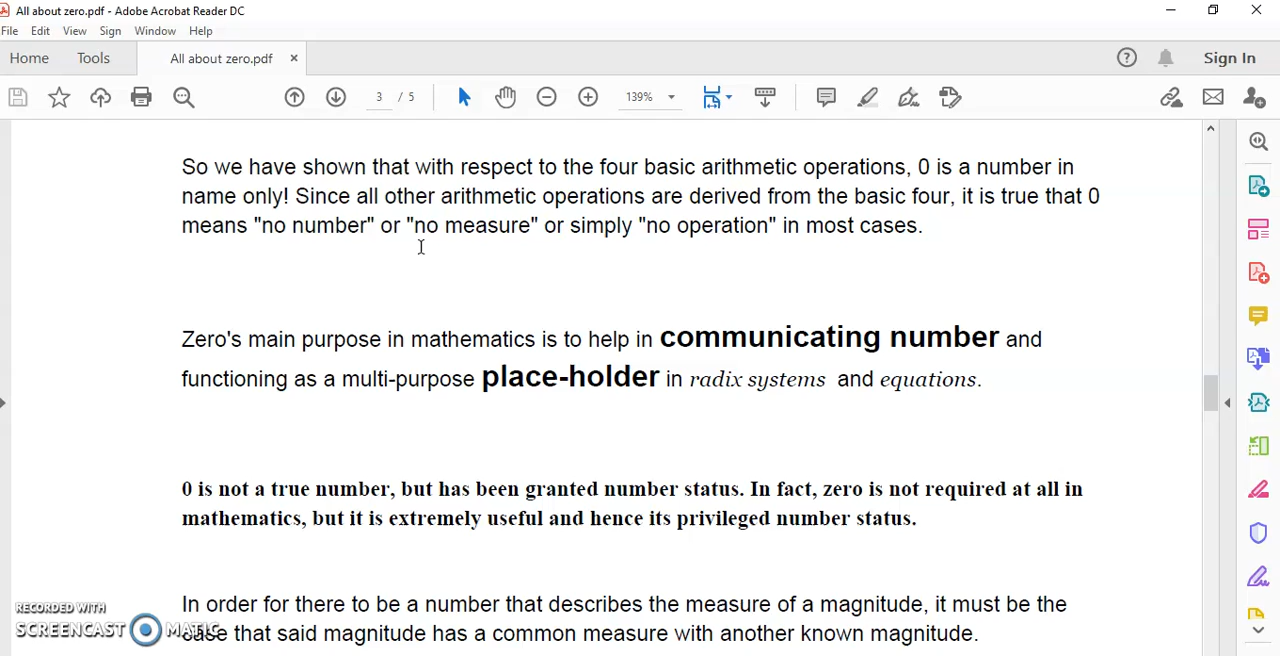 All about zero.pdf - Adobe Acrobat Reader DC
File Edit View Sign Window Help
Home Tools All about zero.pdf × Sign In
3 / 5 139%
So we have shown that with respect to the four basic arithmetic operations, 0 is a number in
name only! Since all other arithmetic operations are derived from the basic four, it is true that 0
means "no number" or "no measure" or simply "no operation" in most cases.
Zero's main purpose in mathematics is to help in communicating number and
functioning as a multi-purpose place-holder in radix systems and equations.
0 is not a true number, but has been granted number status. In fact, zero is not required at all in
mathematics, but it is extremely useful and hence its privileged number status.
In order for there to be a number that describes the measure of a magnitude, it must be the
case that said magnitude has a common measure with another known magnitude.
RECORDED WITH
SCREENCAST MATIC